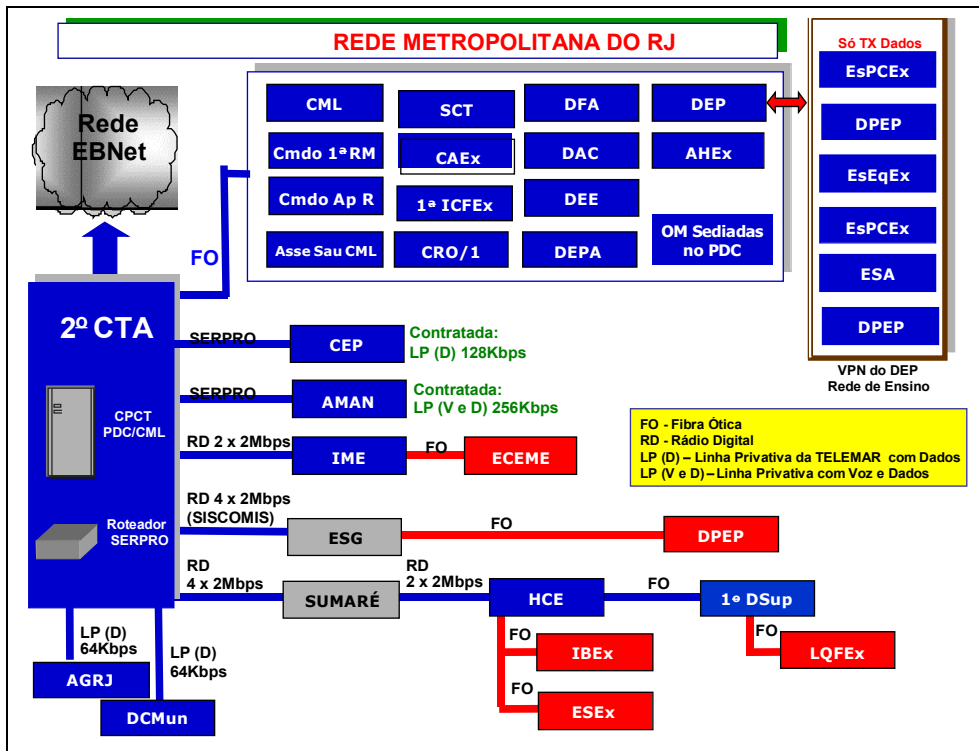 REDE METROPOLITANA DO RJ
Rede
EBNet
FO
CML
SCT
DFA
DEP
Cmdo 1ª RM
CAEx
DAC
AHEx
Cmdo Ap R
1ª ICFEx
DEE
OM Sediadas
no PDC
Asse Sau CML
CRO/1
DEPA
Só TX Dados
EsPCEx
DPEP
EsEqEx
EsPCEx
ESA
DPEP
VPN do DEP
Rede de Ensino
2º CTA
CPCT
PDC/CML
Roteador
SERPRO
SERPRO
CEP
Contratada:
LP (D) 128Kbps
SERPRO
AMAN
Contratada:
LP (V e D) 256Kbps
RD 2 x 2Mbps
IME
FO
ECEME
FO - Fibra Ótica
RD - Rádio Digital
LP (D) – Linha Privativa da TELEMAR com Dados
LP (V e D) – Linha Privativa com Voz e Dados
RD 4 x 2Mbps
(SISCOMIS)
ESG
FO
DPEP
RD
4 x 2Mbps
SUMARÉ
RD
2 x 2Mbps
HCE
FO
1º DSup
FO
IBEx
FO
LQFEx
FO
ESEx
LP (D)
64Kbps
AGRJ
LP (D)
64Kbps
DCMun